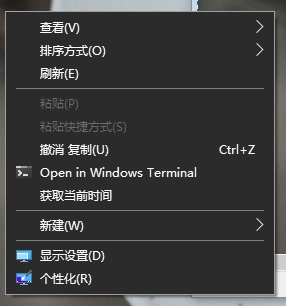 查看(V)
排序方式(O)
刷新(E)
粘贴(P)
粘贴快捷方式(S)
撤消 复制(U) Ctrl+Z
Open in Windows Terminal
获取当前时间
新建(W)
显示设置(D)
个性化(R)